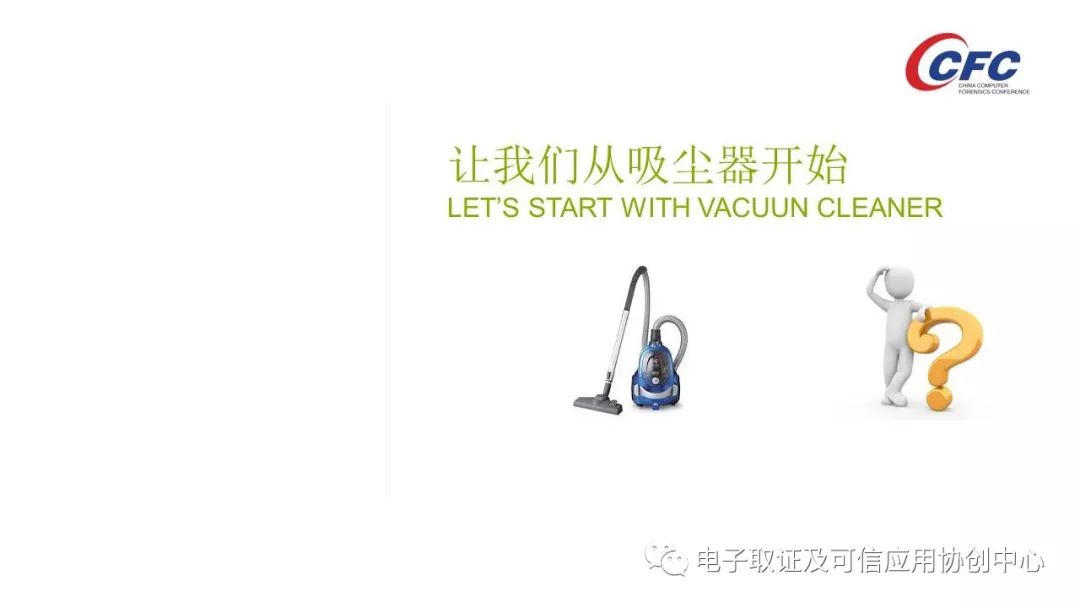 CFC
CHINA COMPUTER
FORENSICS CONFERENCE
让我们从吸尘器开始
LET'S START WITH VACUUN CLEANER
电子取证及可信应用协创中心